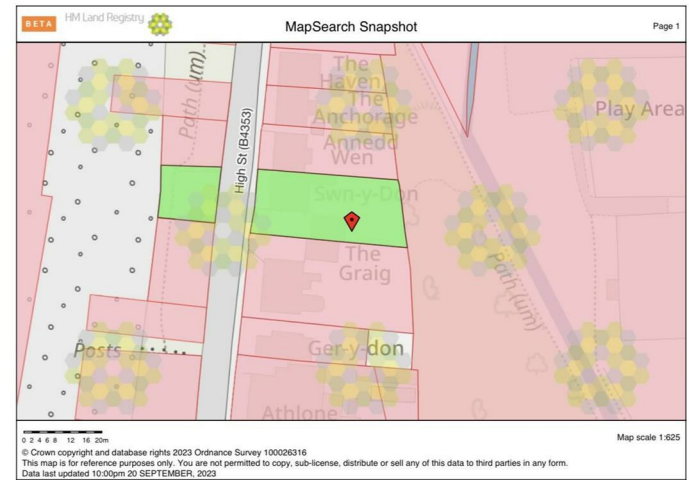 BETA HM Land Registry MapSearch Snapshot Page 1
The
Haven
The
Anchorage
Annedd
Wen
Swn-y-Don
The
Graig
Ger-y-don
Athlone
Path (um)
High St (B4353)
Play Area
Path (um)
Posts
0 2 4 6 8 12 16 20m
Map scale 1:625
© Crown copyright and database rights 2023 Ordnance Survey 100026316
This map is for reference purposes only. You are not permitted to copy, sub-license, distribute or sell any of this data to third parties in any form.
Data last updated 10:00pm 20 SEPTEMBER, 2023